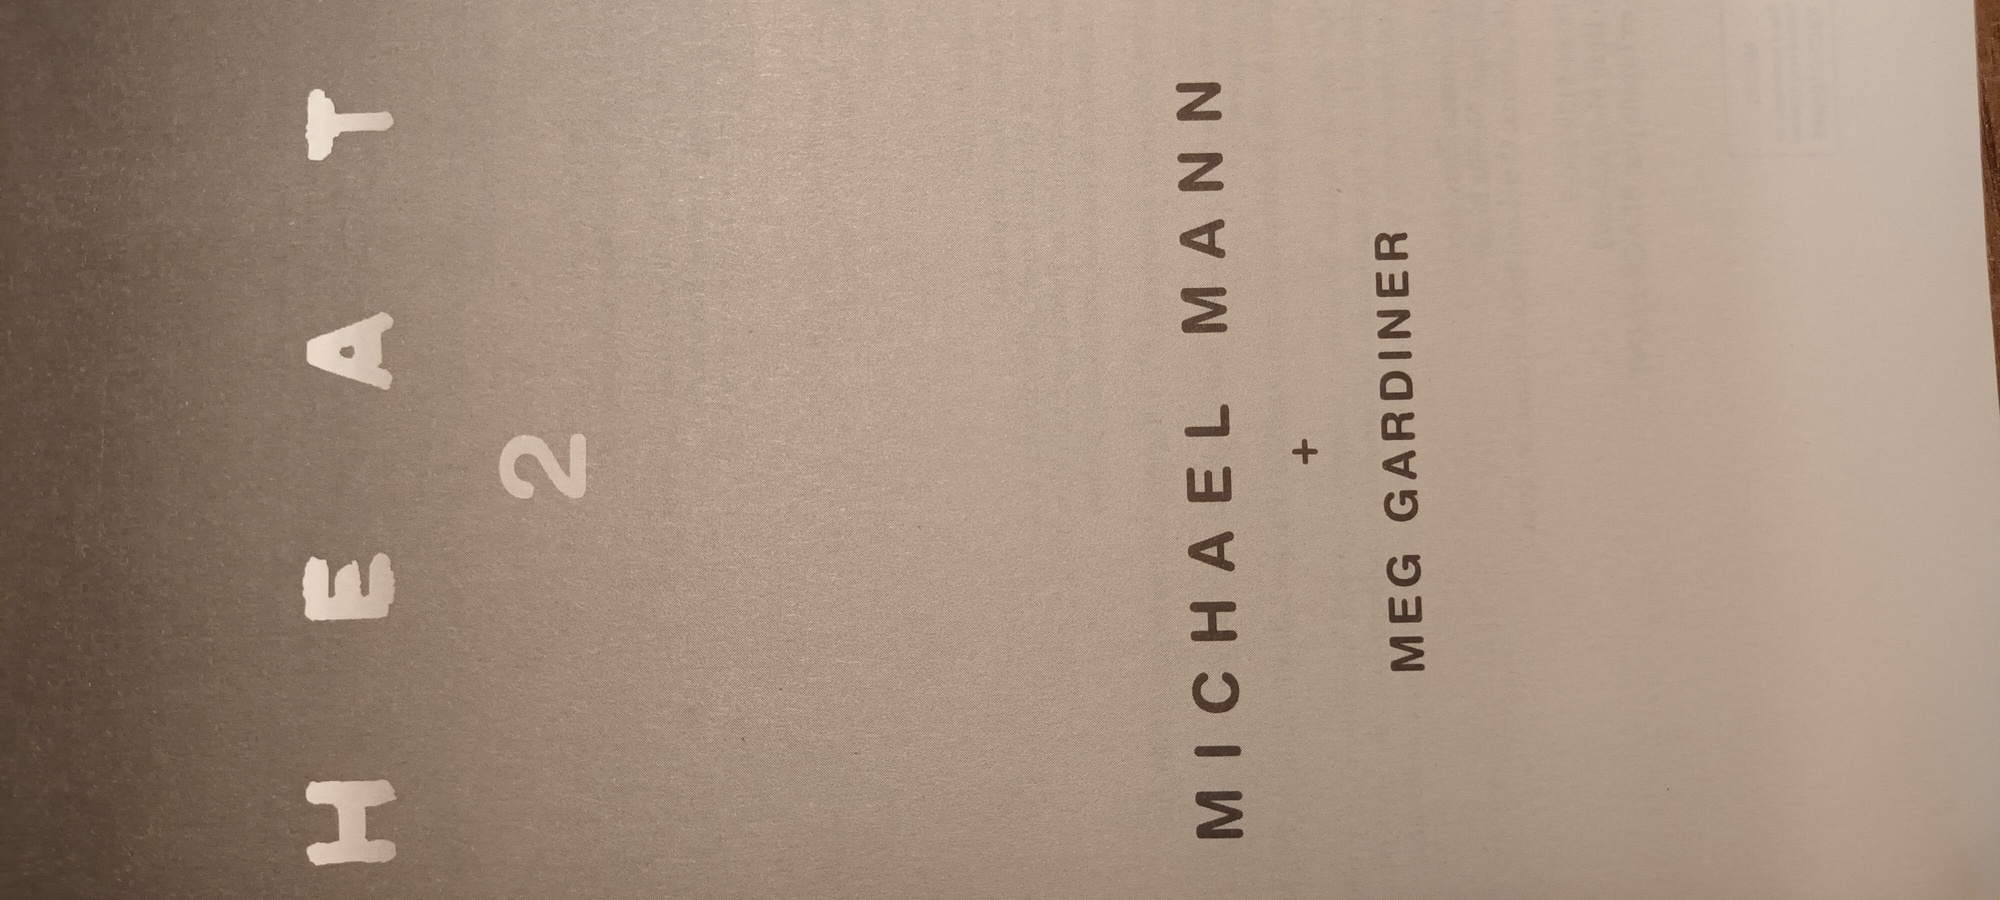 HEAT
2
MICHAEL MANN
+
MEG GARDINER